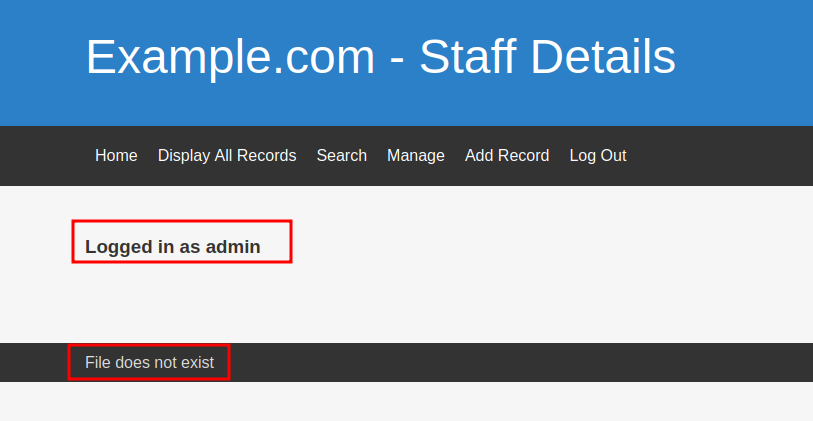 Example.com - Staff Details
Home Display All Records Search Manage Add Record Log Out
Logged in as admin
File does not exist